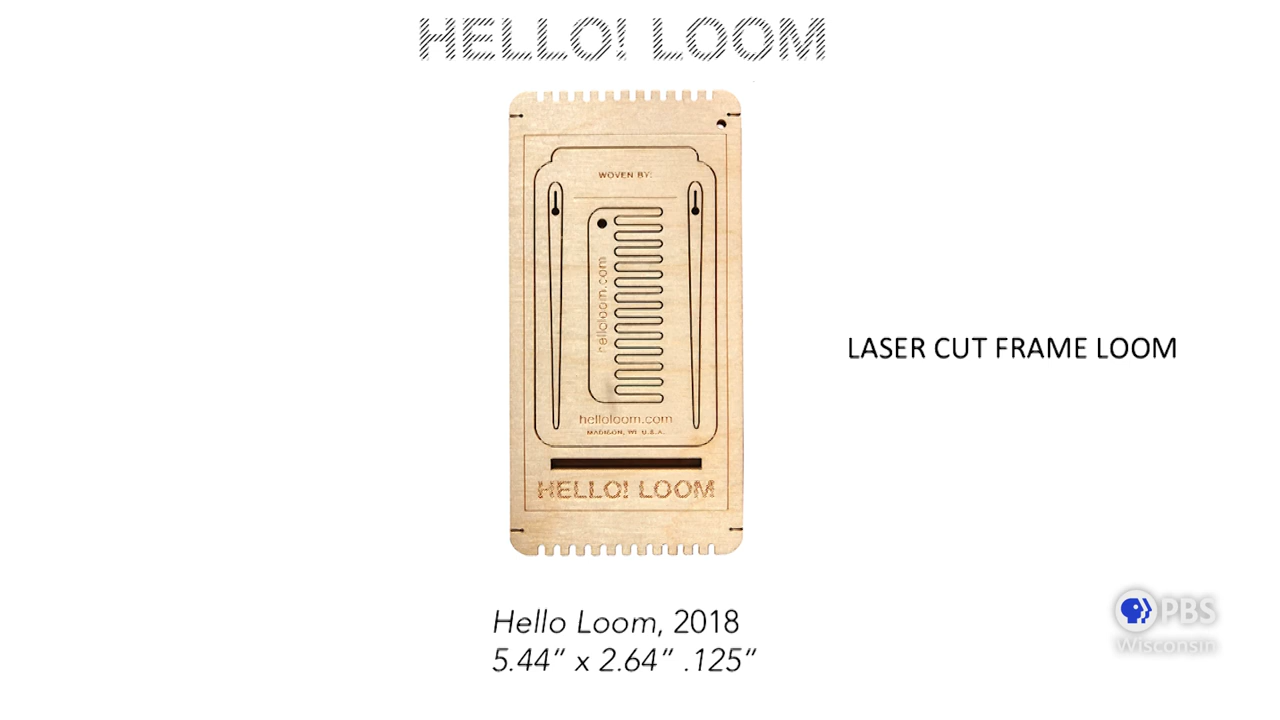 HELLO! LOOM
WOVEN BY:
helloloom.com
helloloom.com
MADISON, WI U.S.A.
HELLO! LOOM
LASER CUT FRAME LOOM
Hello Loom, 2018
5.44” x 2.64” .125”
PBS
Wisconsin